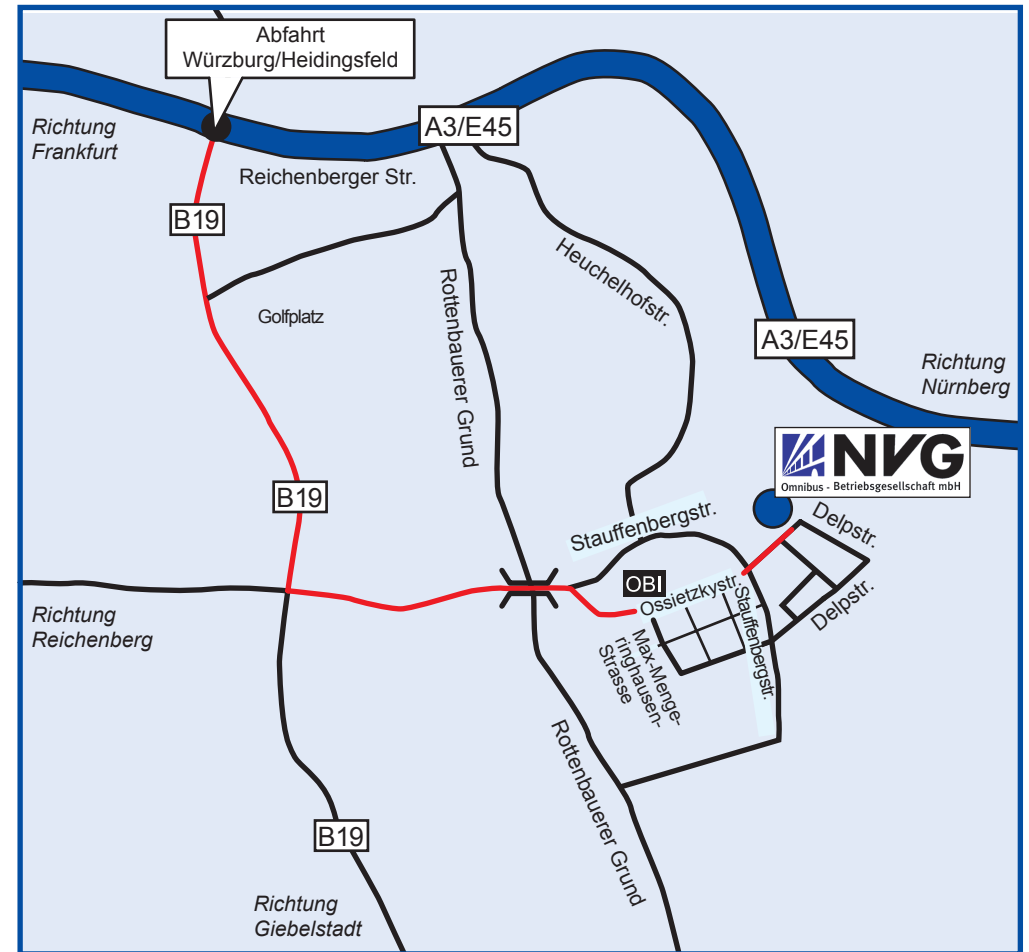 Abfahrt
Würzburg/Heidingsfeld
Richtung
Frankfurt
A3/E45
Reichenberger Str.
B19
Heuchelhofstr.
Rottenbauerer Grund
Golfplatz
A3/E45
Richtung
Nürnberg
NVG
Omnibus - Betriebsgesellschaft mbH
B19
Stauffenbergstr.
Delpstr.
OBI
Ossietzkystr.
Delpstr.
Stauffenbergstr.
Richtung
Reichenberg
Max-Menge-
ringhausen-
Strasse
Rottenbauerer Grund
B19
Richtung
Giebelstadt